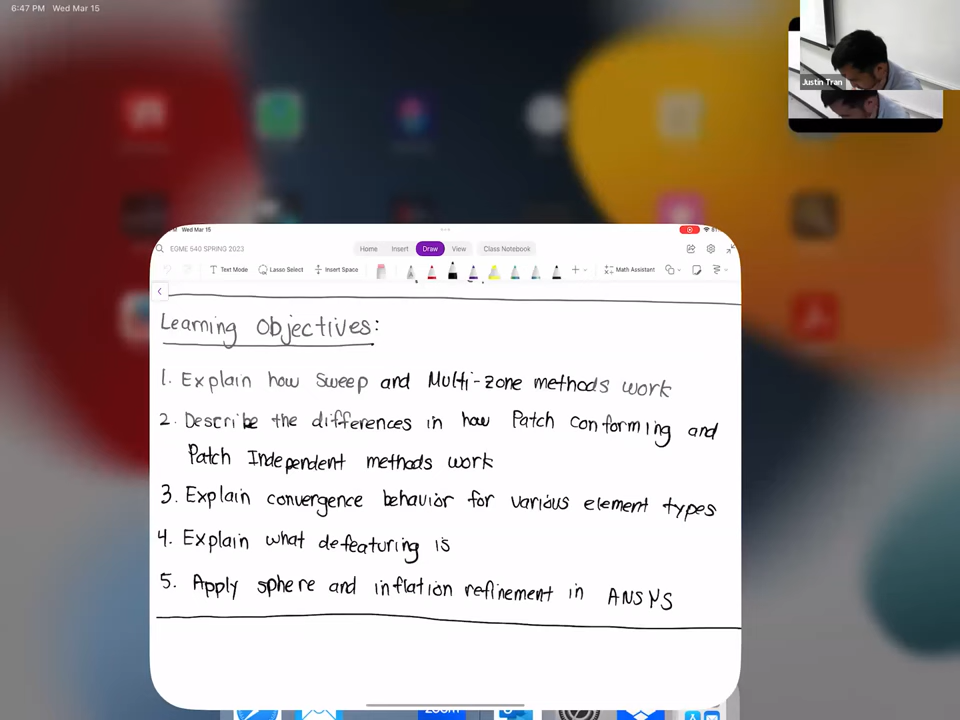 6:47 PM Wed Mar 15
Justin Tran
Wed Mar 15
EGME 540 SPRING 2023
Home Insert Draw View Class Notebook
Text Mode Lasso Select Insert Space Math Assistant
Learning Objectives:
1. Explain how Sweep and Multi-zone methods work
2. Describe the differences in how Patch conforming and
Patch Independent methods work
3. Explain convergence behavior for various element types
4. Explain what defeaturing is
5. Apply sphere and inflation refinement in ANSYS
zoom